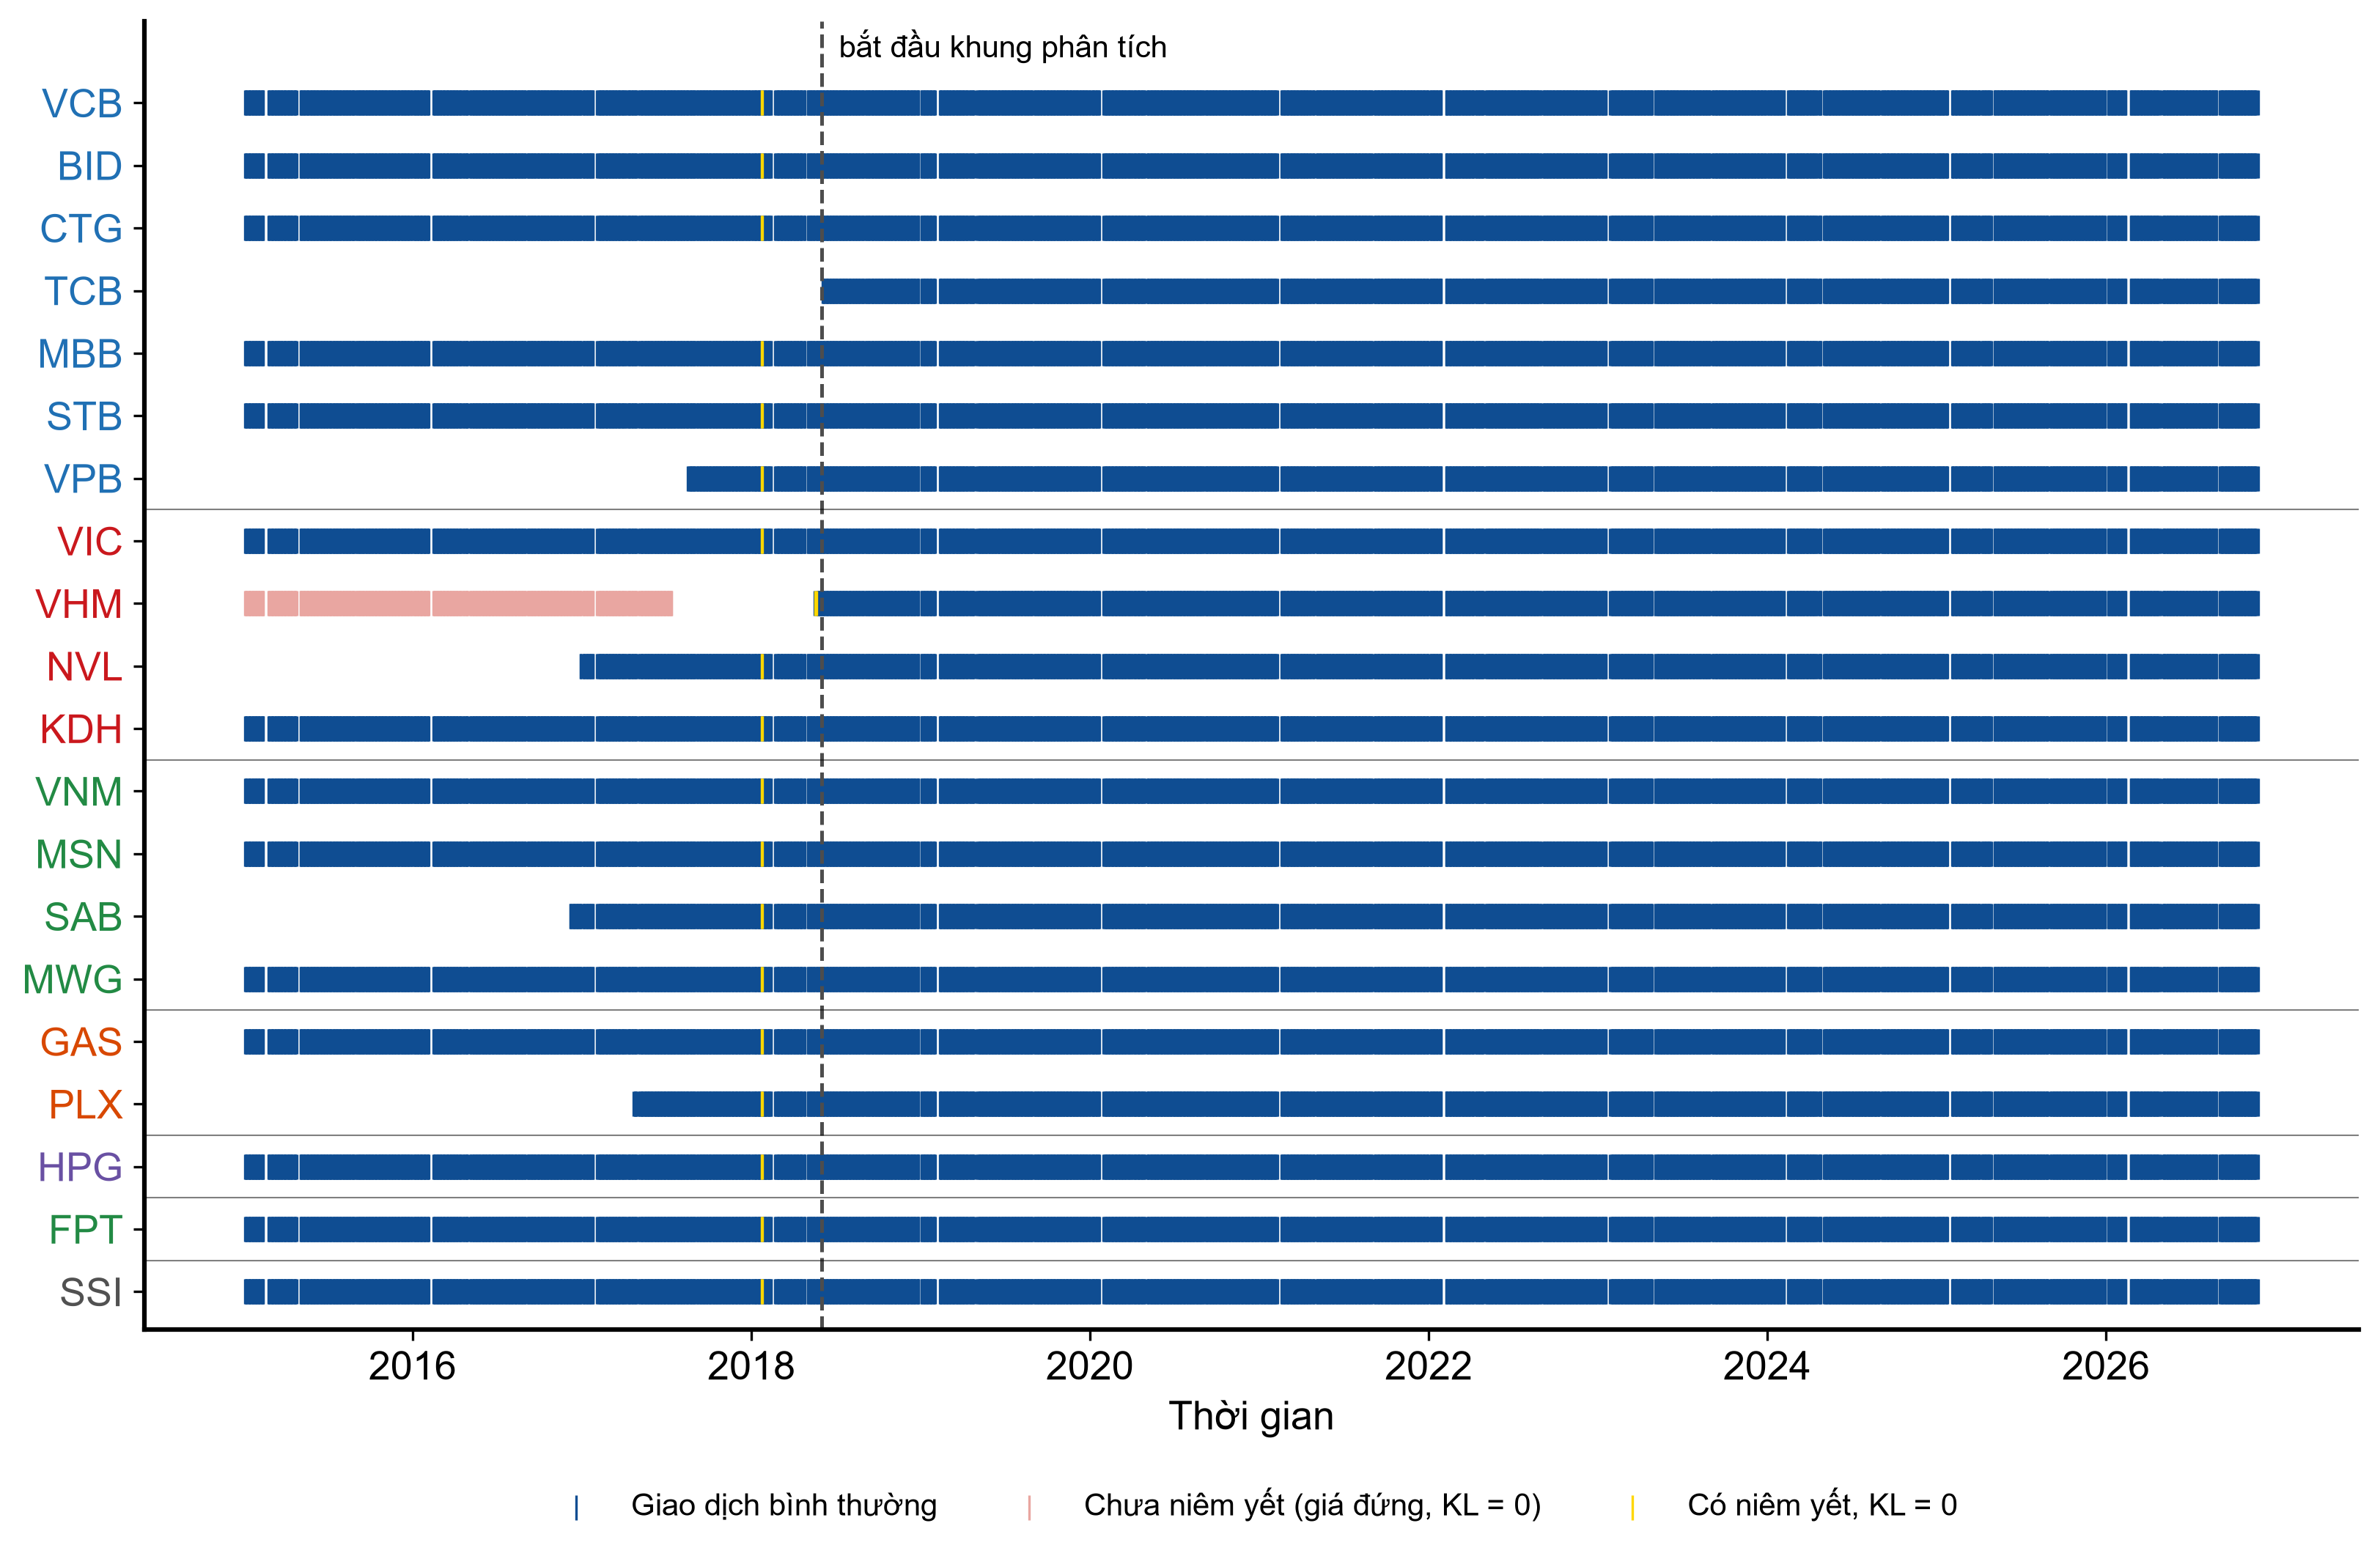 bắt đầu khung phân tích
VCB
BID
CTG
TCB
MBB
STB
VPB
VIC
VHM
NVL
KDH
VNM
MSN
SAB
MWG
GAS
PLX
HPG
FPT
SSI
2016 2018 2020 2022 2024 2026
Thời gian
Giao dịch bình thường Chưa niêm yết (giá đứng, KL = 0) Có niêm yết, KL = 0